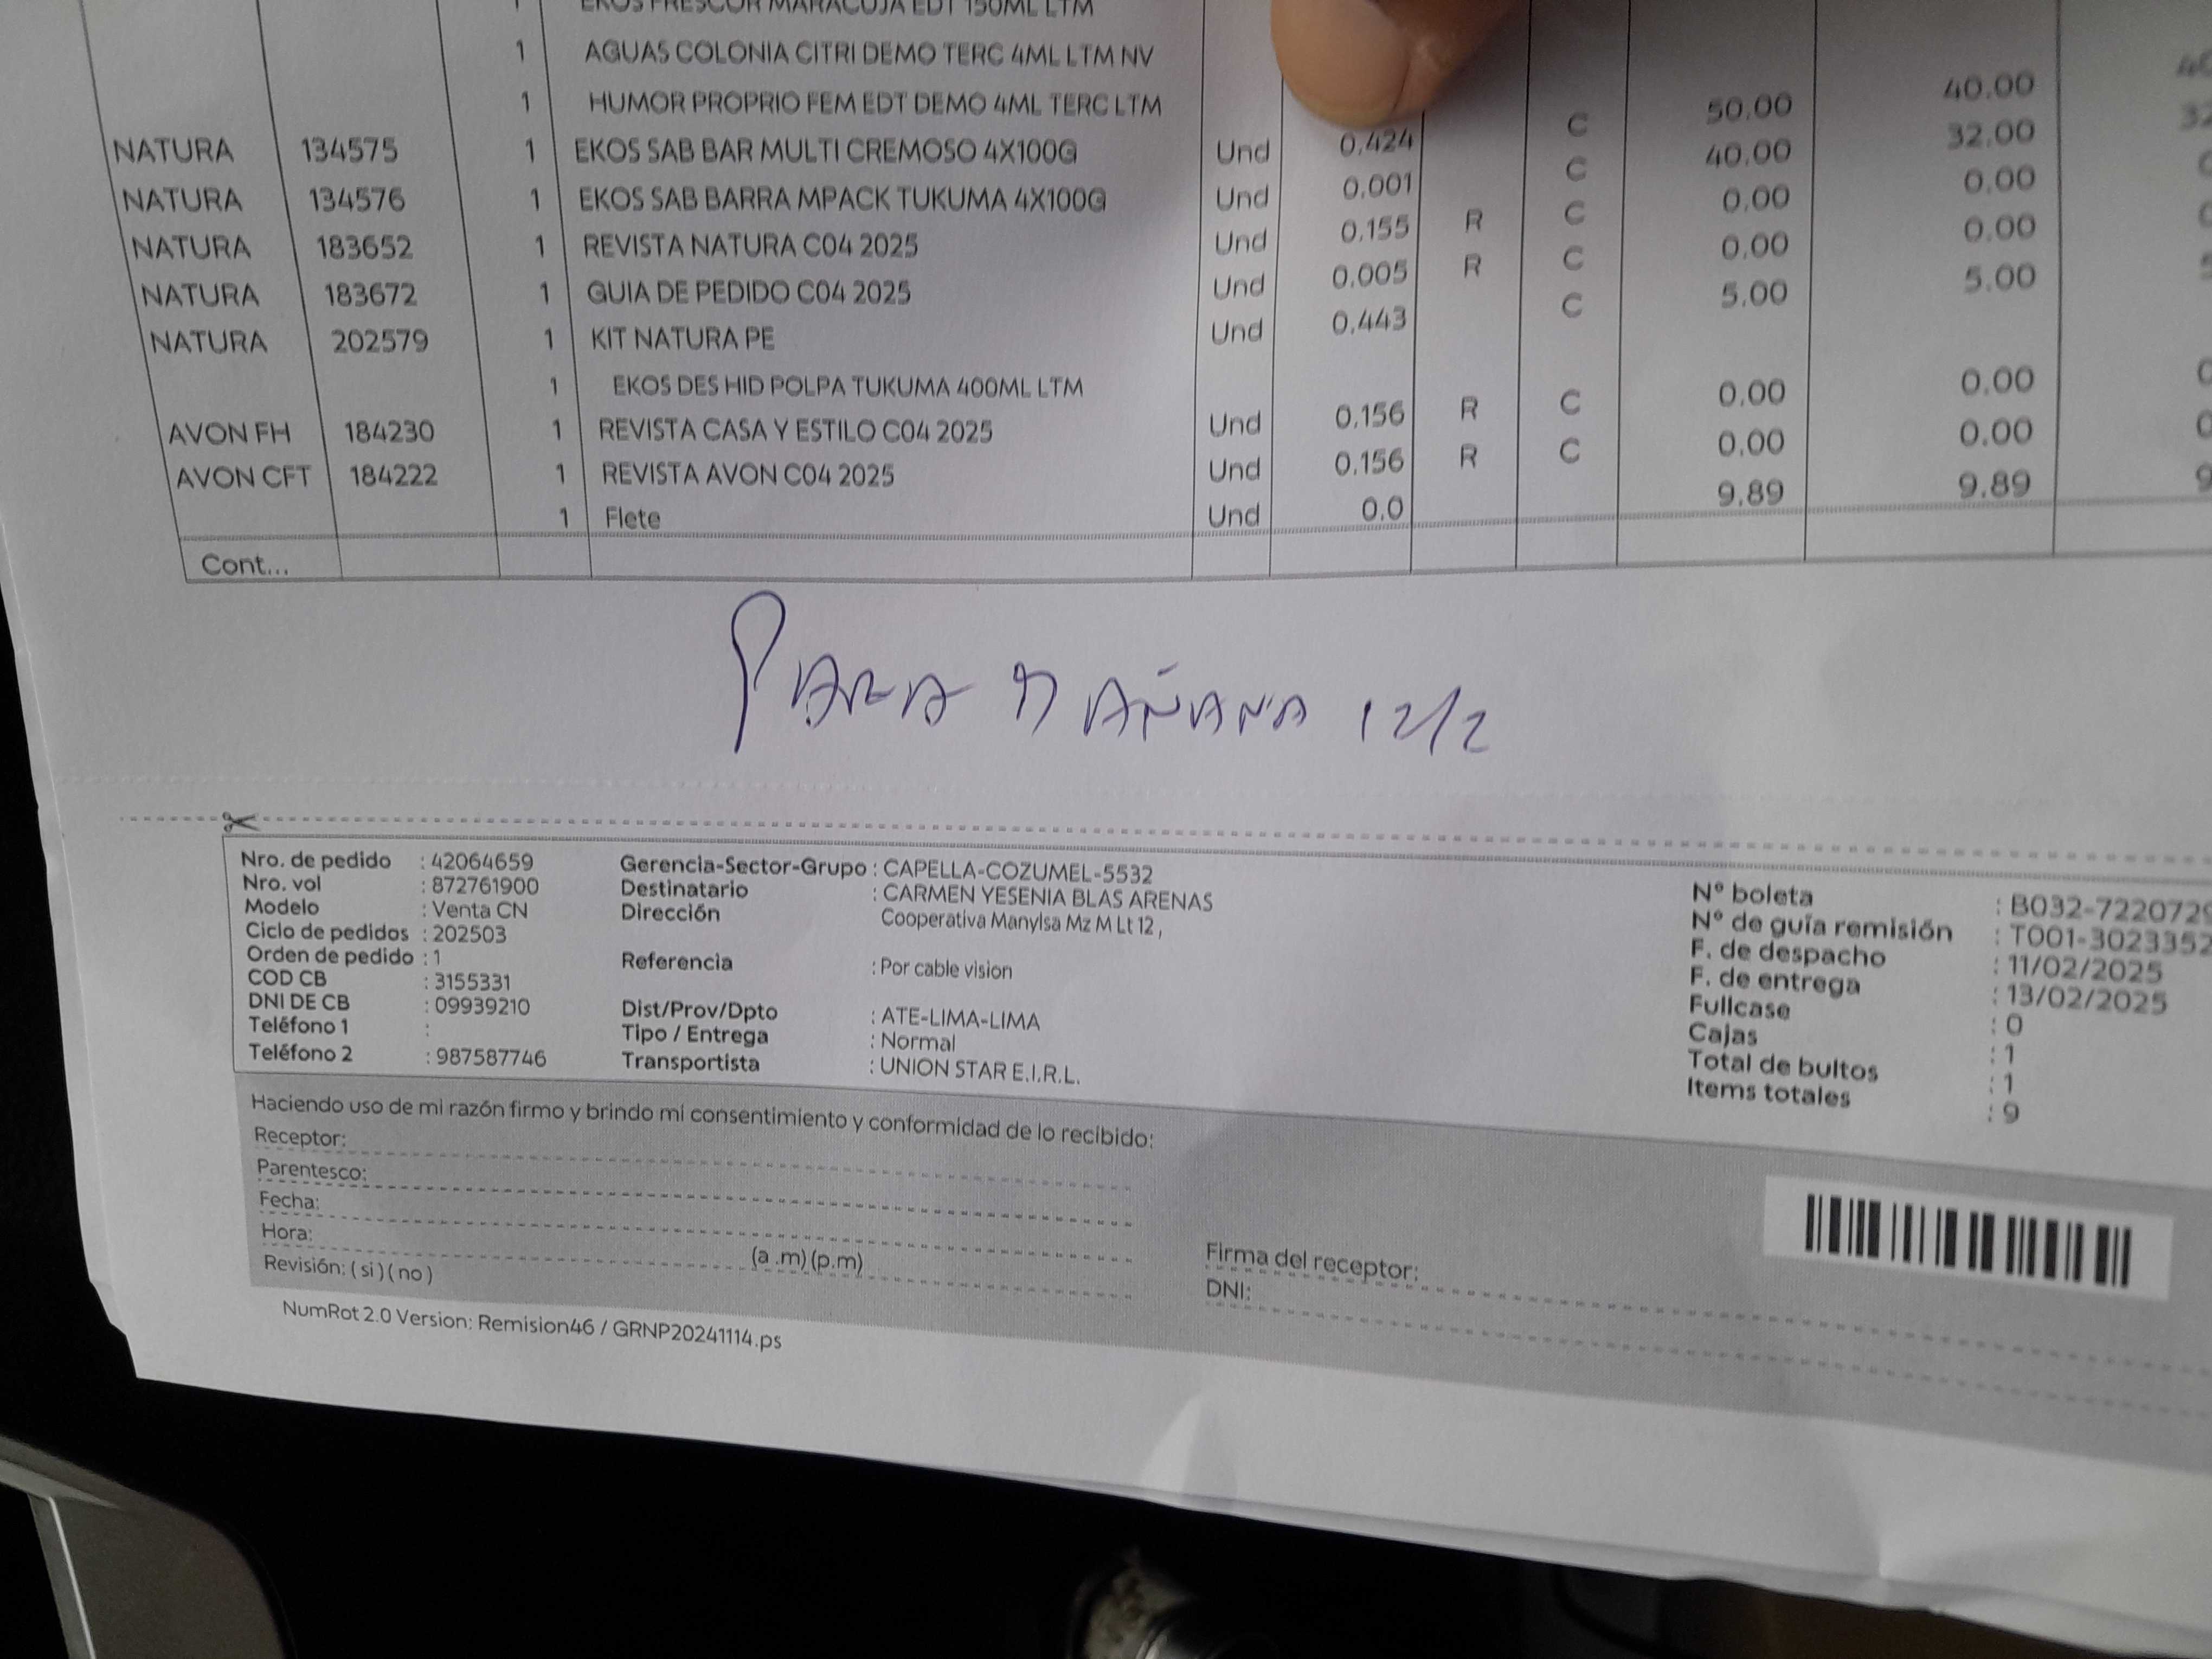 1 EKOS FRESCOR MARACUJA EDT 150ML LTM
1 AGUAS COLONIA CITRI DEMO TERC 4ML LTM NV
1 HUMOR PROPRIO FEM EDT DEMO 4ML TERC LTM
NATURA 134575 1 EKOS SAB BAR MULTI CREMOSO 4X100G Und 0.424 C 50.00 40.00
NATURA 134576 1 EKOS SAB BARRA MPACK TUKUMA 4X100G Und 0.001 C 40.00 32.00
NATURA 183652 1 REVISTA NATURA C04 2025 Und 0.155 R C 0.00 0.00
NATURA 183672 1 GUIA DE PEDIDO C04 2025 Und 0.005 R C 0.00 0.00
NATURA 202579 1 KIT NATURA PE Und 0.443 C 5.00 5.00
1 EKOS DES HID POLPA TUKUMA 400ML LTM
AVON FH 184230 1 REVISTA CASA Y ESTILO C04 2025 Und 0.156 R C 0.00 0.00
AVON CFT 184222 1 REVISTA AVON C04 2025 Und 0.156 R C 0.00 0.00
1 Flete Und 0.0 9.89 9.89
Cont...
PARA MAÑANA 12/2
Nro. de pedido : 42064659
Nro. vol : 872761900
Modelo : Venta CN
Ciclo de pedidos : 202503
Orden de pedido : 1
COD CB : 3155331
DNI DE CB : 09939210
Teléfono 1 :
Teléfono 2 : 987587746
Gerencia-Sector-Grupo : CAPELLA-COZUMEL-5532
Destinatario : CARMEN YESENIA BLAS ARENAS
Dirección Cooperativa Manylsa Mz M Lt 12 ,
Referencia : Por cable vision
Dist/Prov/Dpto : ATE-LIMA-LIMA
Tipo / Entrega : Normal
Transportista : UNION STAR E.I.R.L.
N° boleta : B032-7220729
N° de guía remisión : T001-3023352
F. de despacho : 11/02/2025
F. de entrega : 13/02/2025
Fullcase : 0
Cajas : 1
Total de bultos : 1
Items totales : 9
Haciendo uso de mi razón firmo y brindo mi consentimiento y conformidad de lo recibido:
Receptor:
Parentesco:
Fecha:
Hora: (a .m) (p.m)
Revisión: ( si ) ( no )
Firma del receptor:
DNI:
NumRot 2.0 Version: Remision46 / GRNP20241114.ps